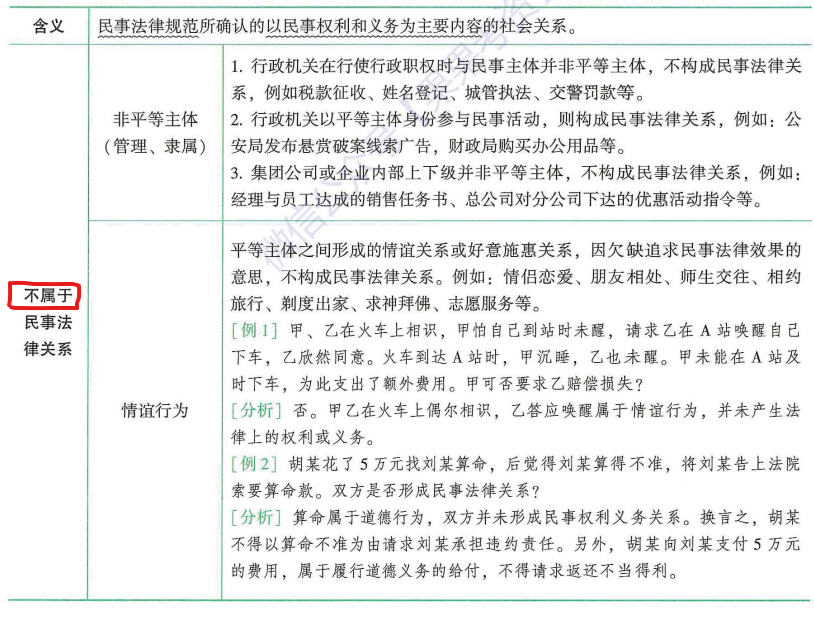 含义
民事法律规范所确认的以民事权利和义务为主要内容的社会关系。
不属于
民事法
律关系
非平等主体
（管理、隶属）
1. 行政机关在行使行政职权时与民事主体并非平等主体，不构成民事法律关
系，例如税款征收、姓名登记、城管执法、交警罚款等。
2. 行政机关以平等主体身份参与民事活动，则构成民事法律关系，例如：公
安局发布悬赏破案线索广告，财政局购买办公用品等。
3. 集团公司或企业内部上下级并非平等主体，不构成民事法律关系，例如：
经理与员工达成的销售任务书、总公司对分公司下达的优惠活动指令等。
情谊行为
平等主体之间形成的情谊关系或好意施惠关系，因欠缺追求民事法律效果的
意思，不构成民事法律关系。例如：情侣恋爱、朋友相处、师生交往、相约
旅行、剃度出家、求神拜佛、志愿服务等。
［例 1］甲、乙在火车上相识，甲怕自己到站时未醒，请求乙在 A 站唤醒自己
下车，乙欣然同意。火车到达 A 站时，甲沉睡，乙也未醒。甲未能在 A 站及
时下车，为此支出了额外费用。甲可否要求乙赔偿损失？
［分析］否。甲乙在火车上偶尔相识，乙答应唤醒属于情谊行为，并未产生法
律上的权利或义务。
［例 2］胡某花了 5 万元找刘某算命，后觉得刘某算得不准，将刘某告上法院
索要算命款。双方是否形成民事法律关系？
［分析］算命属于道德行为，双方并未形成民事权利义务关系。换言之，胡某
不得以算命不准为由请求刘某承担违约责任。另外，胡某向刘某支付 5 万元
的费用，属于履行道德义务的给付，不得请求返还不当得利。
微信公众号